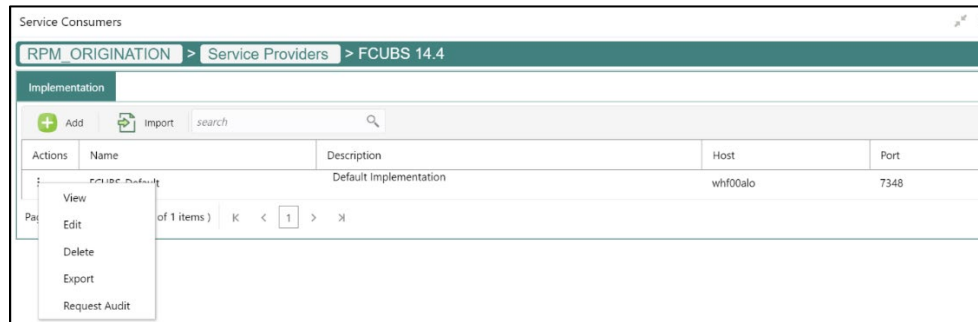 Service Consumers
RPM_ORIGINATION > Service Providers > FCUBS 14.4
Implementation
Add Import search
Actions Name Description Host Port
FCUBS_Default Default Implementation whf00alo 7348
View
of 1 items ) K < 1 > X
Edit
Delete
Export
Request Audit